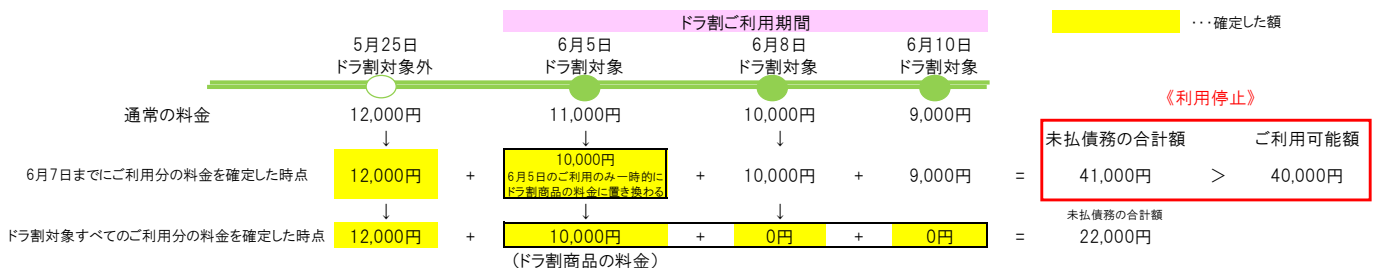 ドラ割ご利用期間
・・・確定した額
5月25日 6月5日 6月8日 6月10日
ドラ割対象外 ドラ割対象 ドラ割対象 ドラ割対象
《利用停止》
通常の料金 12,000円 11,000円 10,000円 9,000円
↓ ↓ ↓
未払債務の合計額 ご利用可能額
6月7日までにご利用分の料金を確定した時点 12,000円 + 10,000円
6月5日のご利用のみ一時的に
ドラ割商品の料金に置き換わる
+ 10,000円 + 9,000円 = 41,000円 > 40,000円
↓ ↓ ↓
未払債務の合計額
ドラ割対象すべてのご利用分の料金を確定した時点 12,000円 + 10,000円 + 0円 + 0円 = 22,000円
(ドラ割商品の料金)